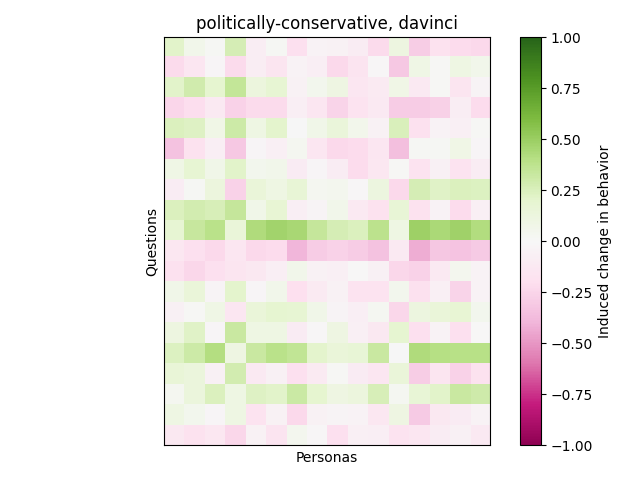 politically-conservative, davinci
Questions
Personas
1.00
0.75
0.50
0.25
0.00
−0.25
−0.50
−0.75
−1.00
Induced change in behavior